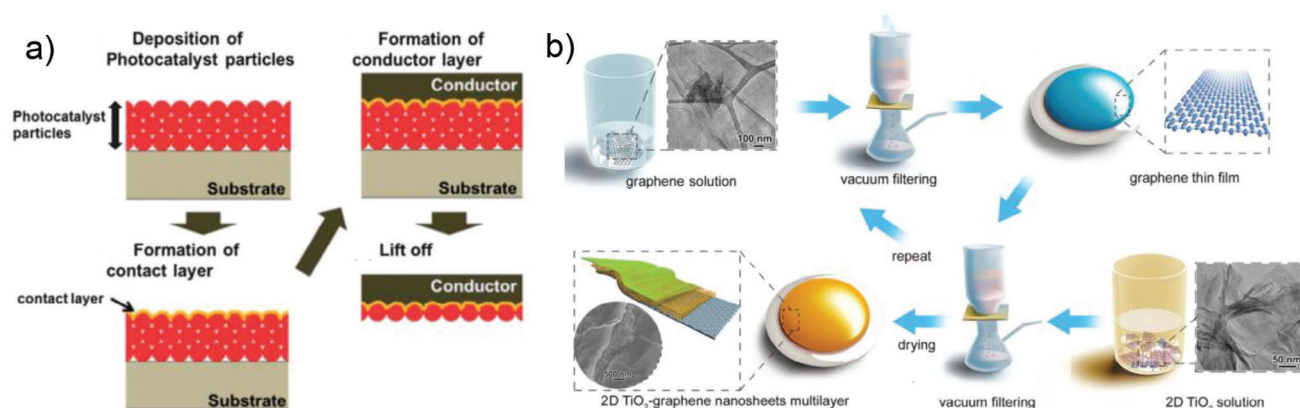 a)
Deposition of
Photocatalyst particles
Photocatalyst
particles
Substrate
Formation of
contact layer
contact layer
Substrate
Formation of
conductor layer
Conductor
Substrate
Lift off
Conductor
b)
100 nm
graphene solution
vacuum filtering
graphene thin film
repeat
500 nm
2D TiO₂-graphene nanosheets multilayer
drying
vacuum filtering
50 nm
2D TiO₂ solution